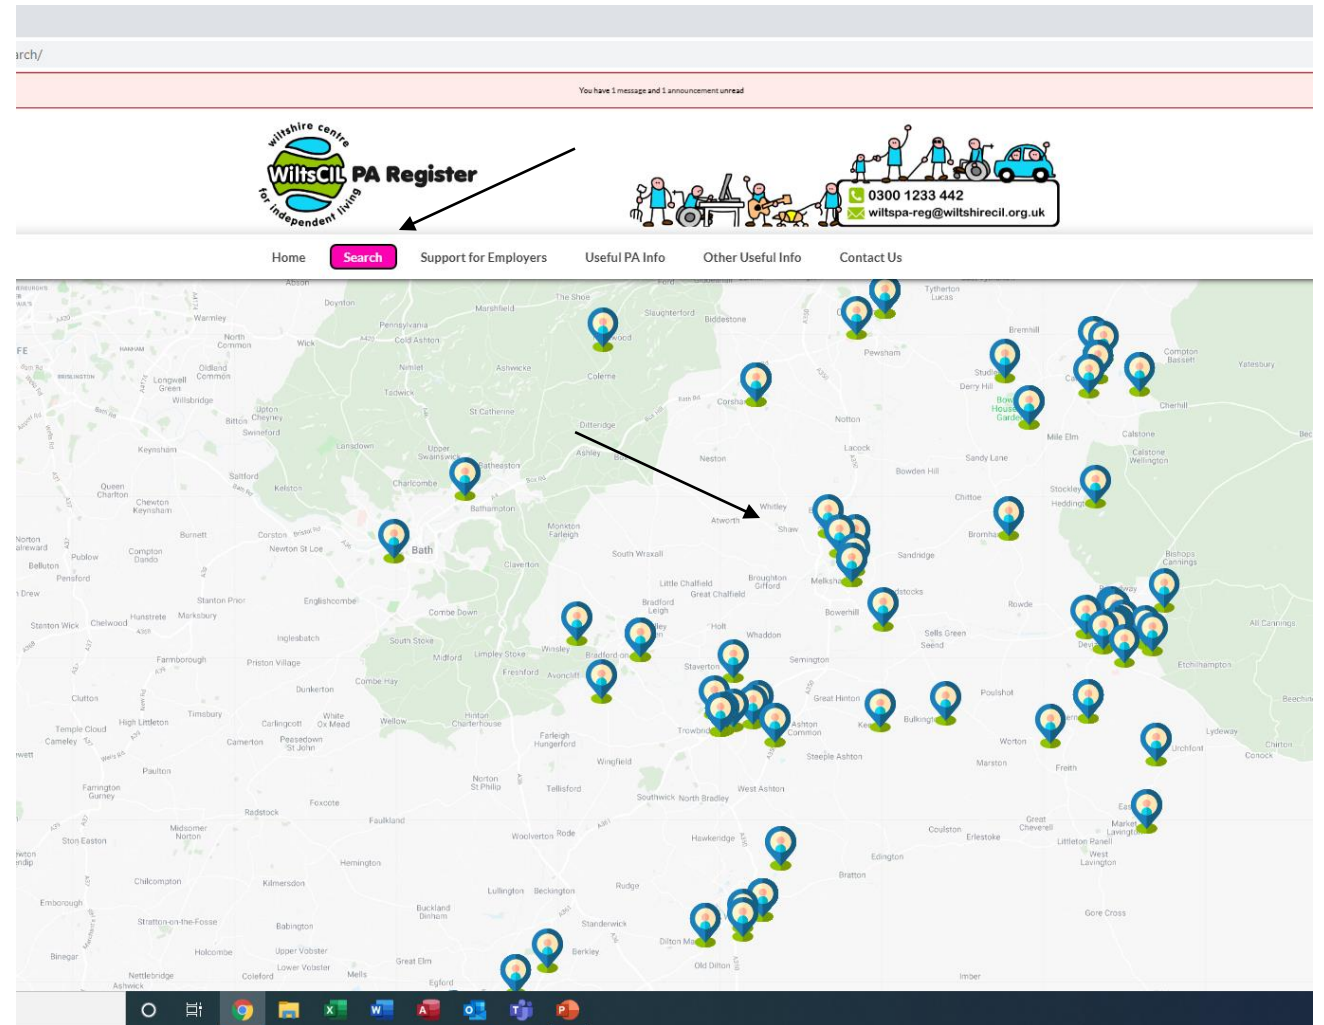 arch/
You have 1 message and 1 announcement unread
wiltshire centre
WiltsCIL
for independent living
PA Register
0300 1233 442
wiltspa-reg@wiltshirecil.org.uk
Home
Search
Support for Employers
Useful PA Info
Other Useful Info
Contact Us
Doynton
Marshfield
The Shoe
Slaughterford
Biddestone
Tytherton
Lucas
Warmley
Pennsylvania
North
Common
Wick
A420
Cold Ashton
Bremhill
Pewsham
Compton
Bassett
Yatesbury
HANHAM
BRISLINGTON
Oldland
Common
Longwell
Green
Willsbridge
Nimlet
Ashwicke
Colerne
Derry Hill
Tadwick
Corsham
Cherhill
Upton
Cheyney
Bitton
Swineford
St Catherine
Ditteridge
Notton
Mile Elm
Calstone
Keynsham
Lansdown
Upper
Swainswick
Batheaston
Ashley
Neston
Lacock
Sandy Lane
Calstone
Wellington
Bowden Hill
Saltford
Kelston
Charlcombe
Queen
Charlton
Chewton
Keynsham
Chittoe
Stockley
Heddington
Bathampton
Whitley
Atworth
Shaw
Monkton
Farleigh
Burnett
Corston
Newton St Loe
Bath
South Wraxall
Sandridge
Bishops
Cannings
Publow
Belluton
Pensford
Compton
Dando
Claverton
Little Chalfield
Great Chalfield
Broughton
Gifford
Stanton Prior
Englishcombe
Combe Down
Bradford
Leigh
Bowerhill
Rowde
Stanton Wick
Chelwood
Hunstrete
Marksbury
Holt
Whaddon
All Cannings
Inglesbatch
South Stoke
Sells Green
Seend
Midford
Limpley Stoke
Winsley
Staverton
Semington
Farmborough
Priston Village
Etchilhampton
Freshford
Combe Hay
Dunkerton
Great Hinton
Poulshot
Clutton
Timsbury
High Littleton
Carlingcott
White
Ox Mead
Wellow
Hinton
Charterhouse
Ashton
Common
Temple Cloud
Cameley
Camerton
Peasedown
St John
Farleigh
Hungerford
Worton
Lydeway
Urchfont
Chirton
Conock
Steeple Ashton
Marston
Wingfield
Freith
Paulton
Farrington
Gurney
Norton
St Philip
Tellisford
West Ashton
Southwick
North Bradley
Radstock
Foxcote
Faulkland
Midsomer
Norton
Ston Easton
Woolverton
Rode
Hawkeridge
Coulston
Erlestoke
Great
Cheverell
Market
Lavington
Littleton Panell
West
Lavington
Hemington
Edington
Bratton
Chilcompton
Kilmersdon
Lullington
Beckington
Rudge
Emborough
Stratton-on-the-Fosse
Babington
Buckland
Dinham
Standerwick
Gore Cross
Binegar
Holcombe
Upper Vobster
Lower Vobster
Great Elm
Berkley
Old Dilton
Nettlebridge
Ashwick
Coleford
Mells
Egford
Imber